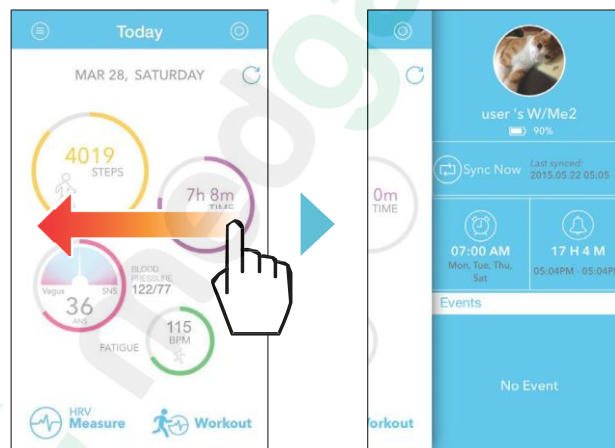 Today
MAR 28, SATURDAY
4019
STEPS
7h 8m
TIME
BLOOD
PRESSURE
122/77
Vagus
SNS
36
ANS
115
BPM
FATIGUE
HRV
Measure
Workout
0m
TIME
orkout
user 's W/Me2
90%
Sync Now
Last synced:
2015.05.22 05:05
07:00 AM
Mon, Tue, Thu,
Sat
17 H 4 M
05:04PM - 05:04P
Events
No Event